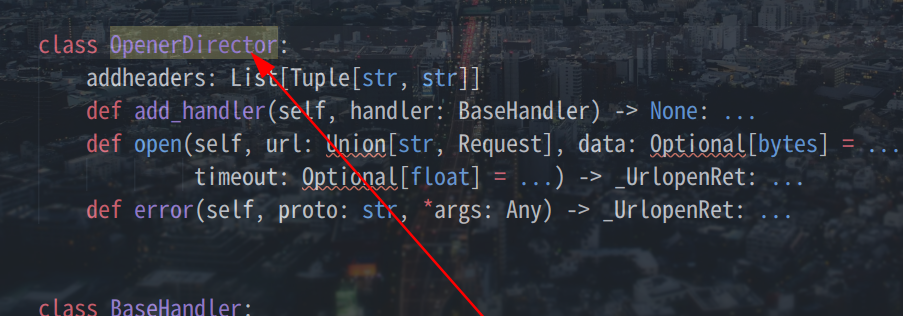 class OpenerDirector:
addheaders: List[Tuple[str, str]]
def add_handler(self, handler: BaseHandler) -> None: ...
def open(self, url: Union[str, Request], data: Optional[bytes] = ...
timeout: Optional[float] = ...) -> _UrlopenRet: ...
def error(self, proto: str, *args: Any) -> _UrlopenRet: ...
class BaseHandler: